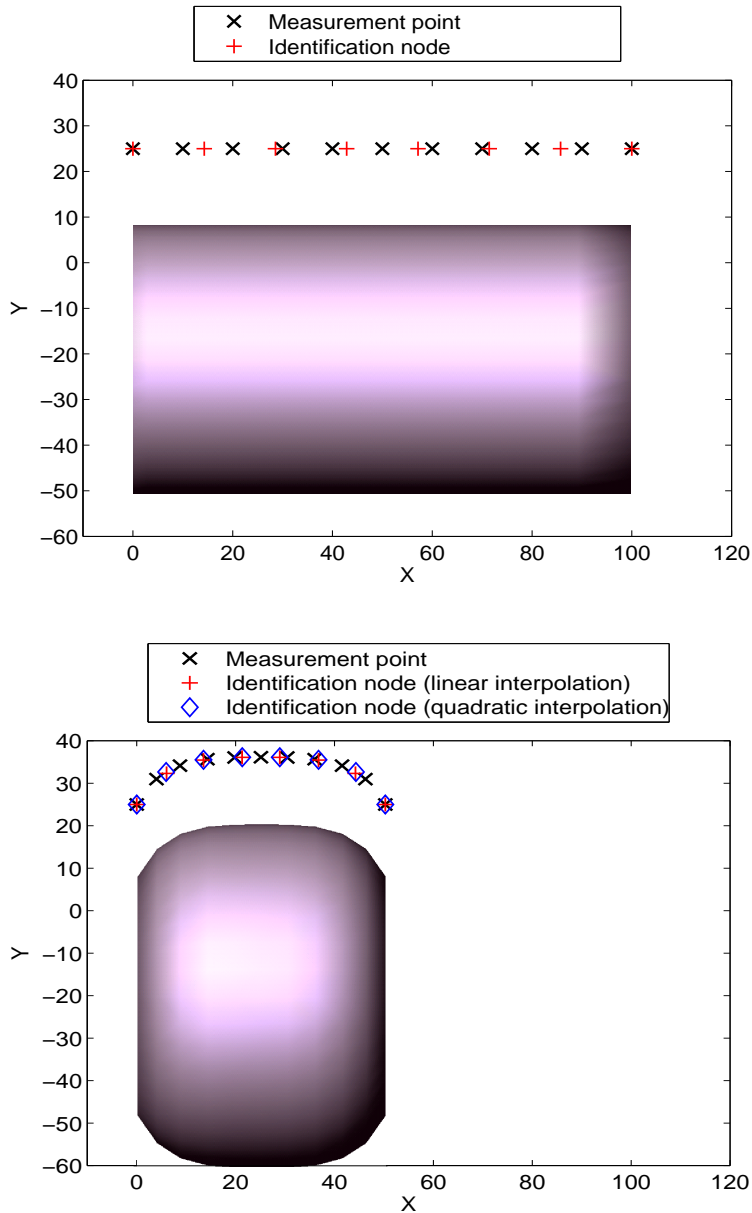 Measurement point
Identification node
40
30
20
10
0
−10
−20
−30
−40
−50
−60
Y
0 20 40 60 80 100 120
X
Measurement point
Identification node (linear interpolation)
Identification node (quadratic interpolation)
40
30
20
10
0
−10
−20
−30
−40
−50
−60
Y
0 20 40 60 80 100 120
X